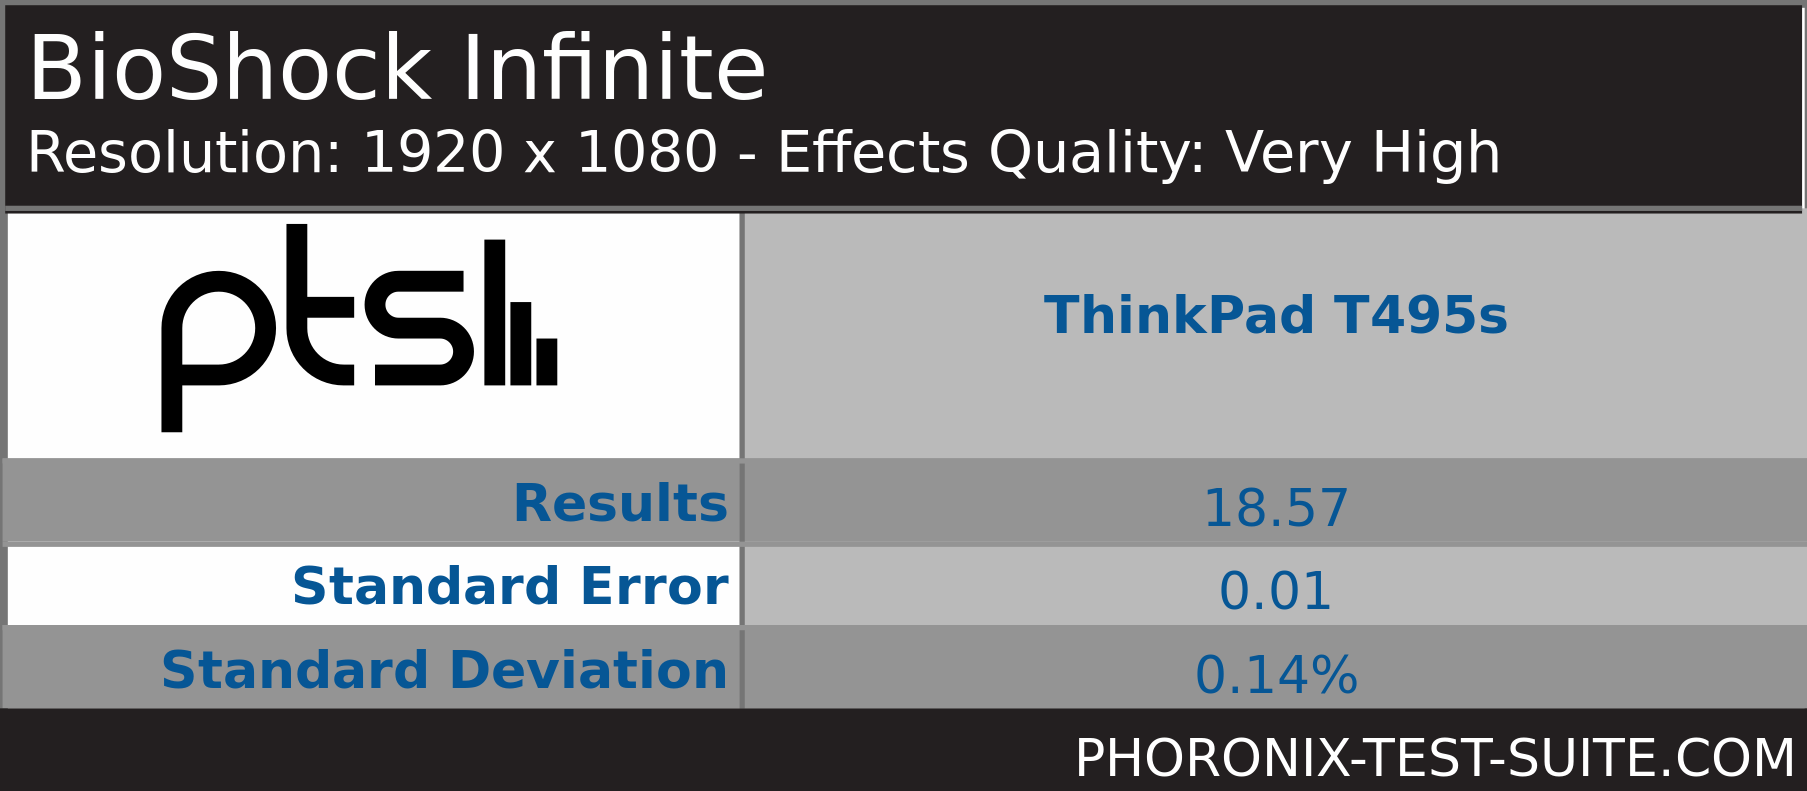 BioShock Infinite
Resolution: 1920 x 1080 - Effects Quality: Very High
pts
ThinkPad T495s
Results 18.57
Standard Error 0.01
Standard Deviation 0.14%
PHORONIX-TEST-SUITE.COM